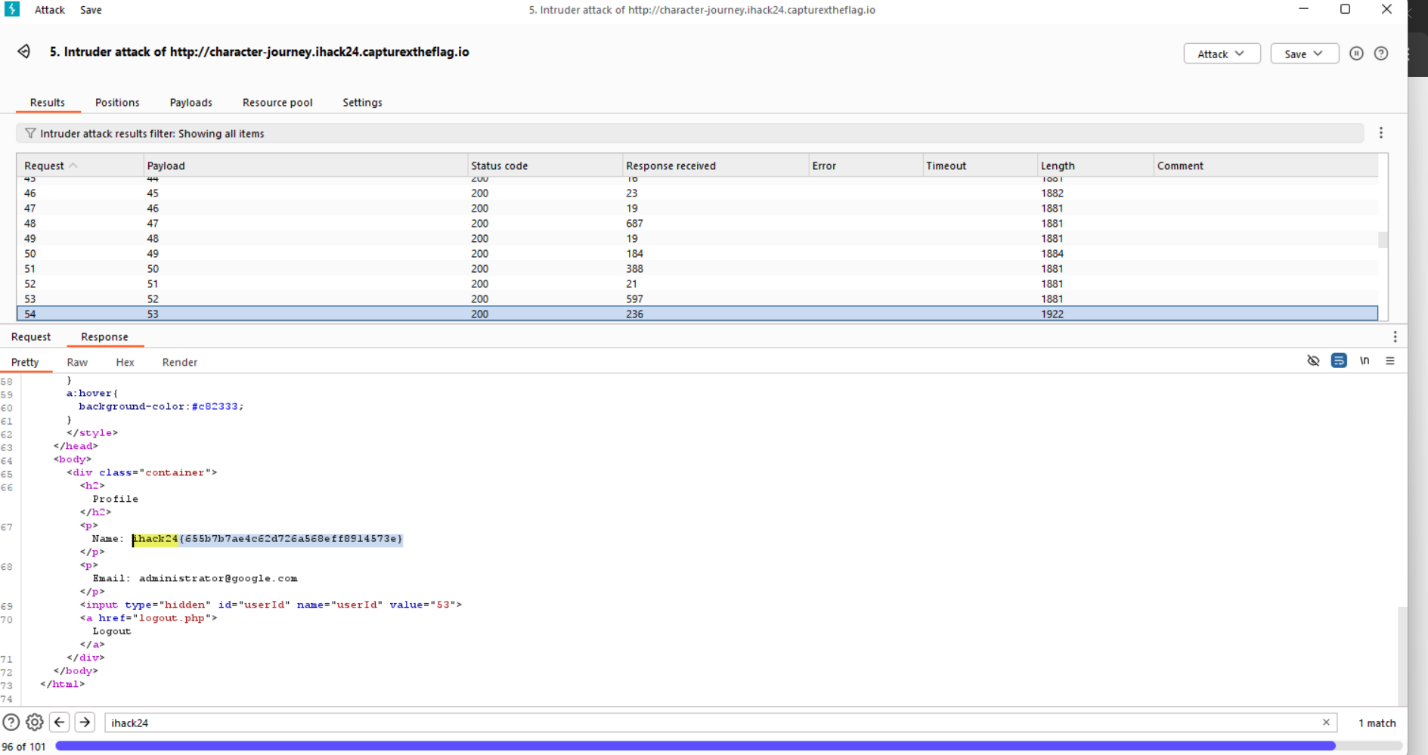 Attack Save 5. Intruder attack of http://character-journey.ihack24.capturextheflag.io
5. Intruder attack of http://character-journey.ihack24.capturextheflag.io Attack Save
Results Positions Payloads Resource pool Settings
Intruder attack results filter: Showing all items
Request Payload Status code Response received Error Timeout Length Comment
45 44 200 16 1881
46 45 200 23 1882
47 46 200 19 1881
48 47 200 687 1881
49 48 200 19 1881
50 49 200 184 1884
51 50 200 388 1881
52 51 200 21 1881
53 52 200 597 1881
54 53 200 236 1922
Request Response
Pretty Raw Hex Render \n
58 }
59 a:hover{
60 background-color:#c82333;
61 }
62 </style>
63 </head>
64 <body>
65 <div class="container">
66 <h2>
Profile
</h2>
67 <p>
Name: ihack24{655b7b7ae4c62d726a568eff8914573e}
</p>
68 <p>
Email: administrator@google.com
</p>
69 <input type="hidden" id="userId" name="userId" value="53">
70 <a href="logout.php">
Logout
</a>
71 </div>
72 </body>
73 </html>
74
ihack24 1 match
96 of 101